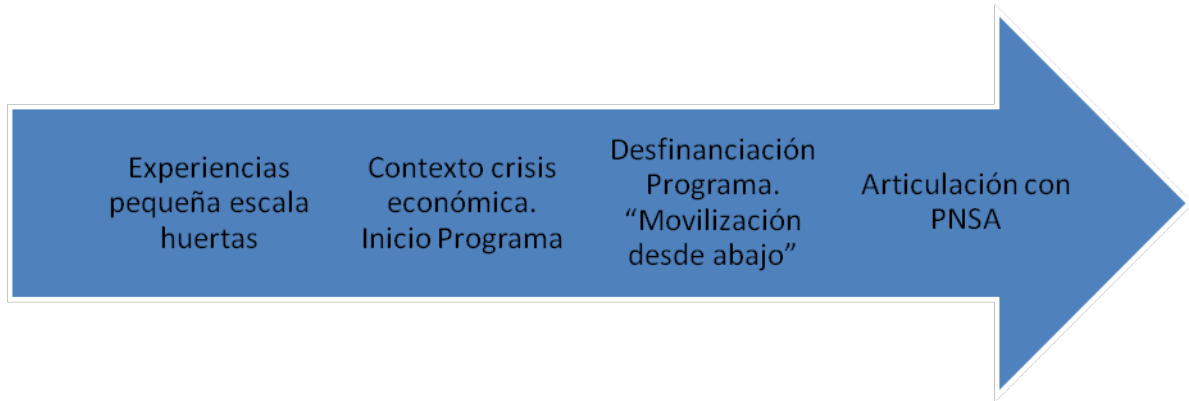 Experiencias
pequeña escala
huertas
Contexto crisis
económica.
Inicio Programa
Desfinanciación
Programa.
“Movilización
desde abajo”
Articulación con
PNSA